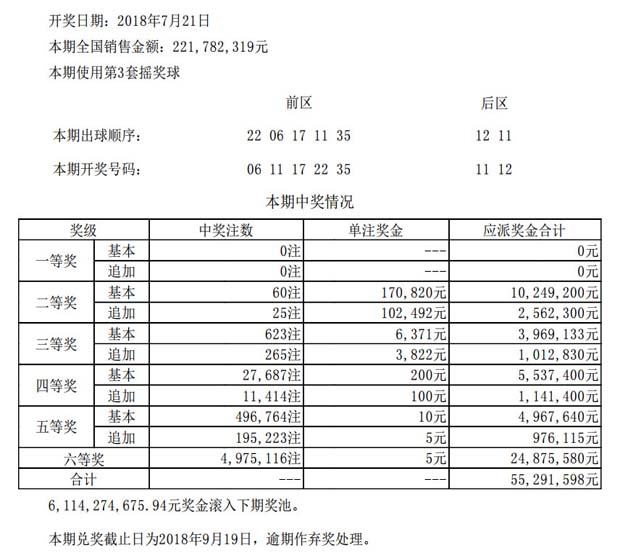 开奖日期：2018年7月21日
本期全国销售金额：221,782,319元
本期使用第3套摇奖球
前区 后区
本期出球顺序： 22 06 17 11 35 12 11
本期开奖号码： 06 11 17 22 35 11 12
本期中奖情况
奖级 中奖注数 单注奖金 应派奖金合计
一等奖 基本 0注 --- 0元
追加 0注 --- 0元
二等奖 基本 60注 170,820元 10,249,200元
追加 25注 102,492元 2,562,300元
三等奖 基本 623注 6,371元 3,969,133元
追加 265注 3,822元 1,012,830元
四等奖 基本 27,687注 200元 5,537,400元
追加 11,414注 100元 1,141,400元
五等奖 基本 496,764注 10元 4,967,640元
追加 195,223注 5元 976,115元
六等奖 4,975,116注 5元 24,875,580元
合计 --- --- 55,291,598元
6,114,274,675.94元奖金滚入下期奖池。
本期兑奖截止日为2018年9月19日，逾期作弃奖处理。